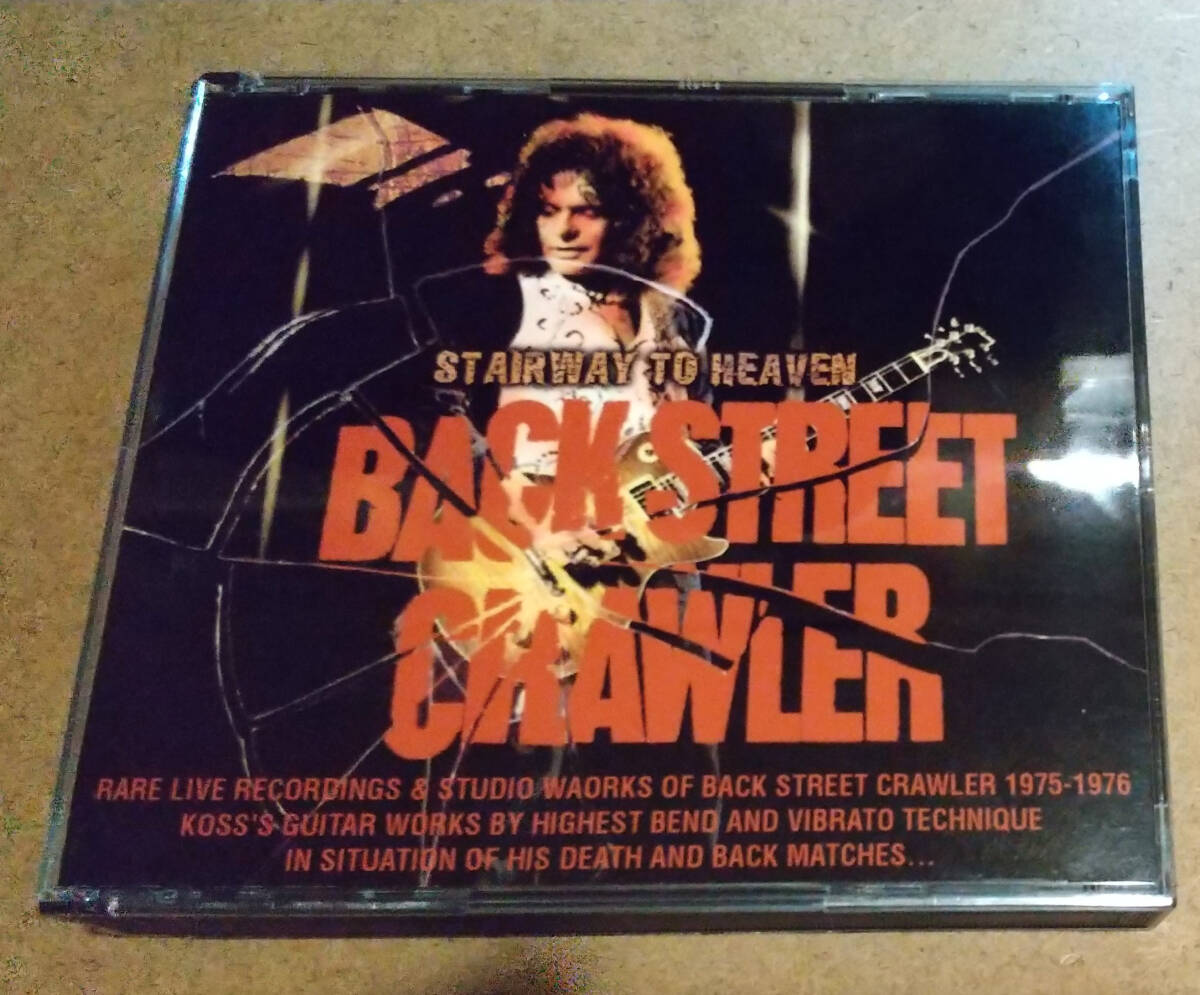 STAIRWAY TO HEAVEN
BACK STREET
CRAWLER
RARE LIVE RECORDINGS & STUDIO WAORKS OF BACK STREET CRAWLER 1975-1976
KOSS'S GUITAR WORKS BY HIGHEST BEND AND VIBRATO TECHNIQUE
IN SITUATION OF HIS DEATH AND BACK MATCHES...